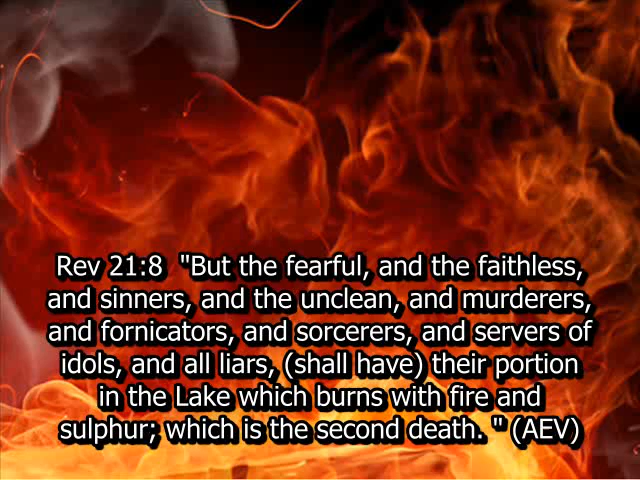 Rev 21:8  "But the fearful, and the faithless,
and sinners, and the unclean, and murderers,
and fornicators, and sorcerers, and servers of
idols, and all liars, (shall have) their portion
in the Lake which burns with fire and
sulphur; which is the second death. " (AEV)